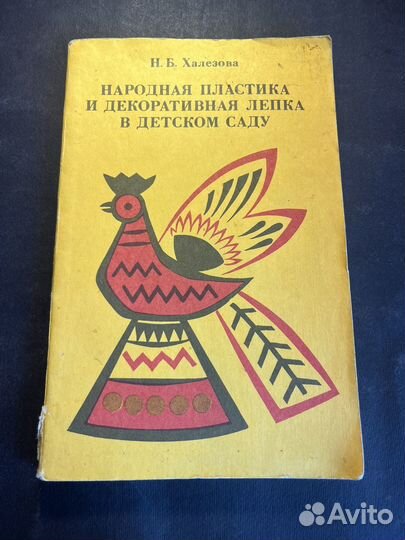 Н. Б. Халезова
НАРОДНАЯ ПЛАСТИКА
И ДЕКОРАТИВНАЯ ЛЕПКА
В ДЕТСКОМ САДУ
Avito